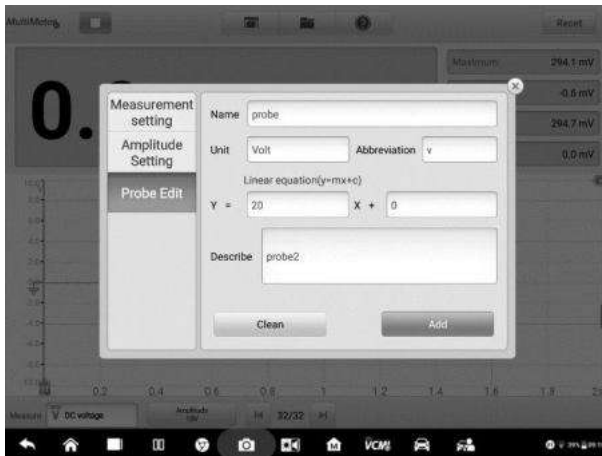 MultiMeter
Reset
Maximum 294.1 mV
-0.6 mV
294.7 mV
0.0 mV
0.
Measurement setting
Amplitude Setting
Probe Edit
Name probe
Unit Volt Abbreviation v
Linear equation(y=mx+c)
Y = 20 X + 0
Describe probe2
Clean Add
0.2 0.4 0.6 0.8 1 1.2 1.4 1.6 1.8
Measure DC voltage Amplitude 32/32
VCMI